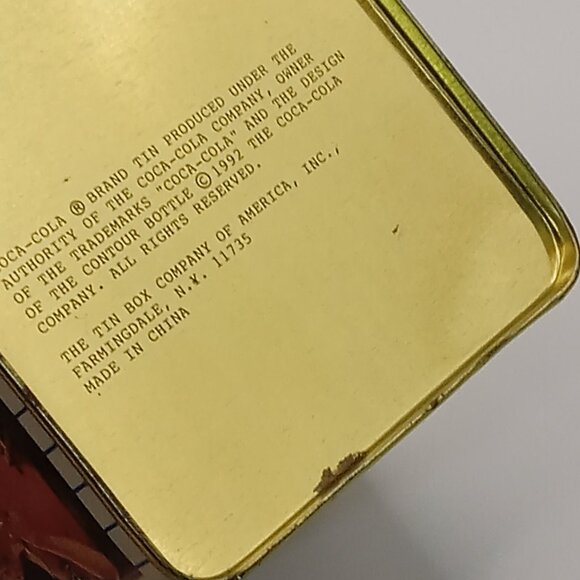 OCA-COLA ® BRAND TIN PRODUCED UNDER THE
AUTHORITY OF THE COCA-COLA COMPANY, OWNER
OF THE TRADEMARKS "COCA-COLA" AND THE DESIGN
OF THE CONTOUR BOTTLE © 1992 THE COCA-COLA
COMPANY. ALL RIGHTS RESERVED.
THE TIN BOX COMPANY OF AMERICA, INC.,
FARMINGDALE, N.Y. 11735
MADE IN CHINA